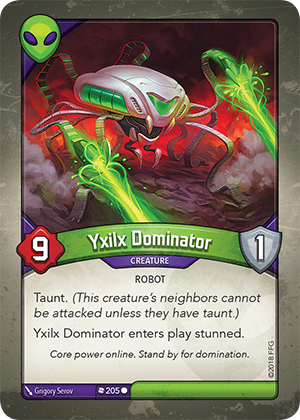 Yxilx Dominator
9
CREATURE
1
ROBOT
Taunt. (This creature's neighbors cannot
be attacked unless they have taunt.)
Yxilx Dominator enters play stunned.
Core power online. Stand by for domination.
Grigory Serov
205
©2018 FFG